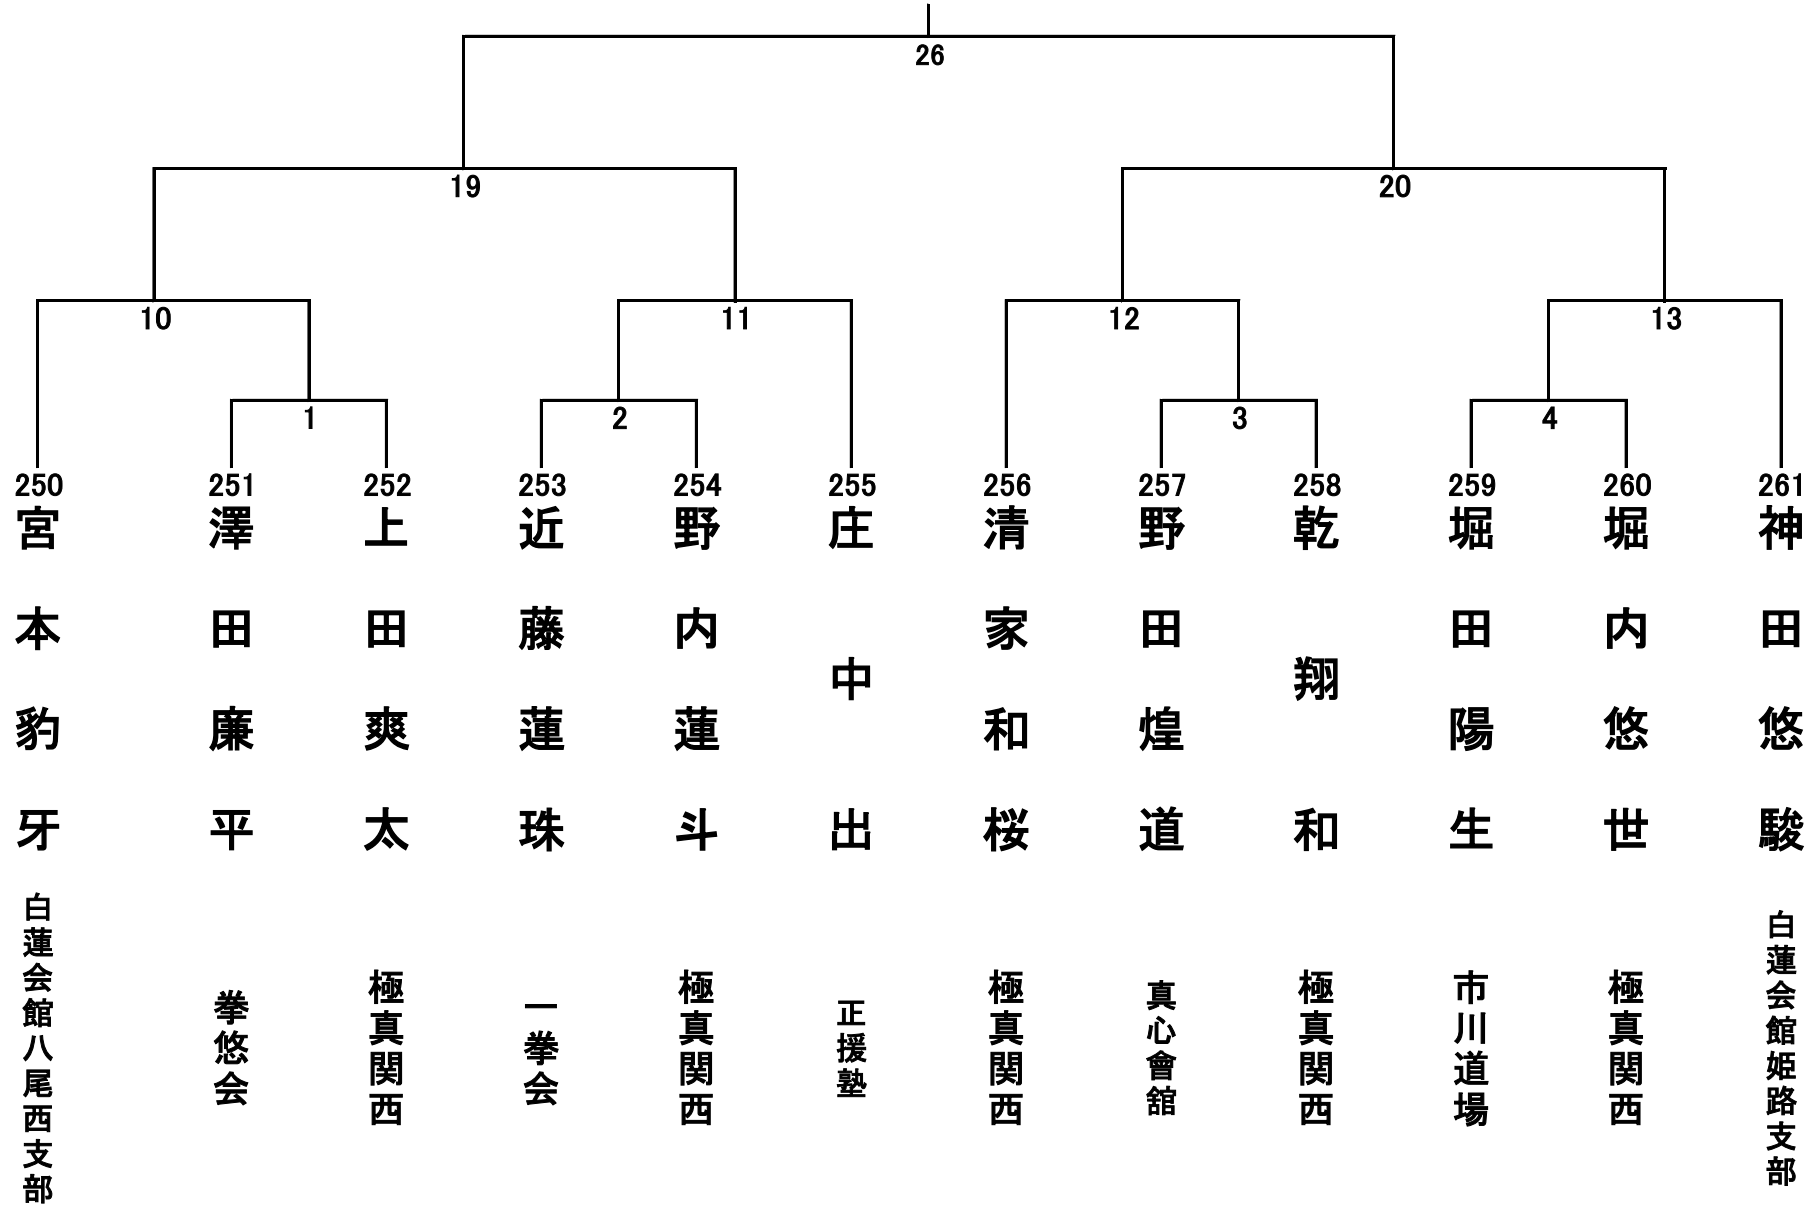 26
19
20
10
11
12
13
1
2
3
4
250
宮本豹牙
白蓮会館八尾西支部
251
澤田廉平
拳悠会
252
上田爽太
極真関西
253
近藤蓮珠
一拳会
254
野内蓮斗
極真関西
255
庄中出
正援塾
256
清家和桜
極真関西
257
野田煌道
真心會舘
258
乾翔和
極真関西
259
堀田陽生
市川道場
260
堀内悠世
極真関西
261
神田悠駿
白蓮会館姫路支部